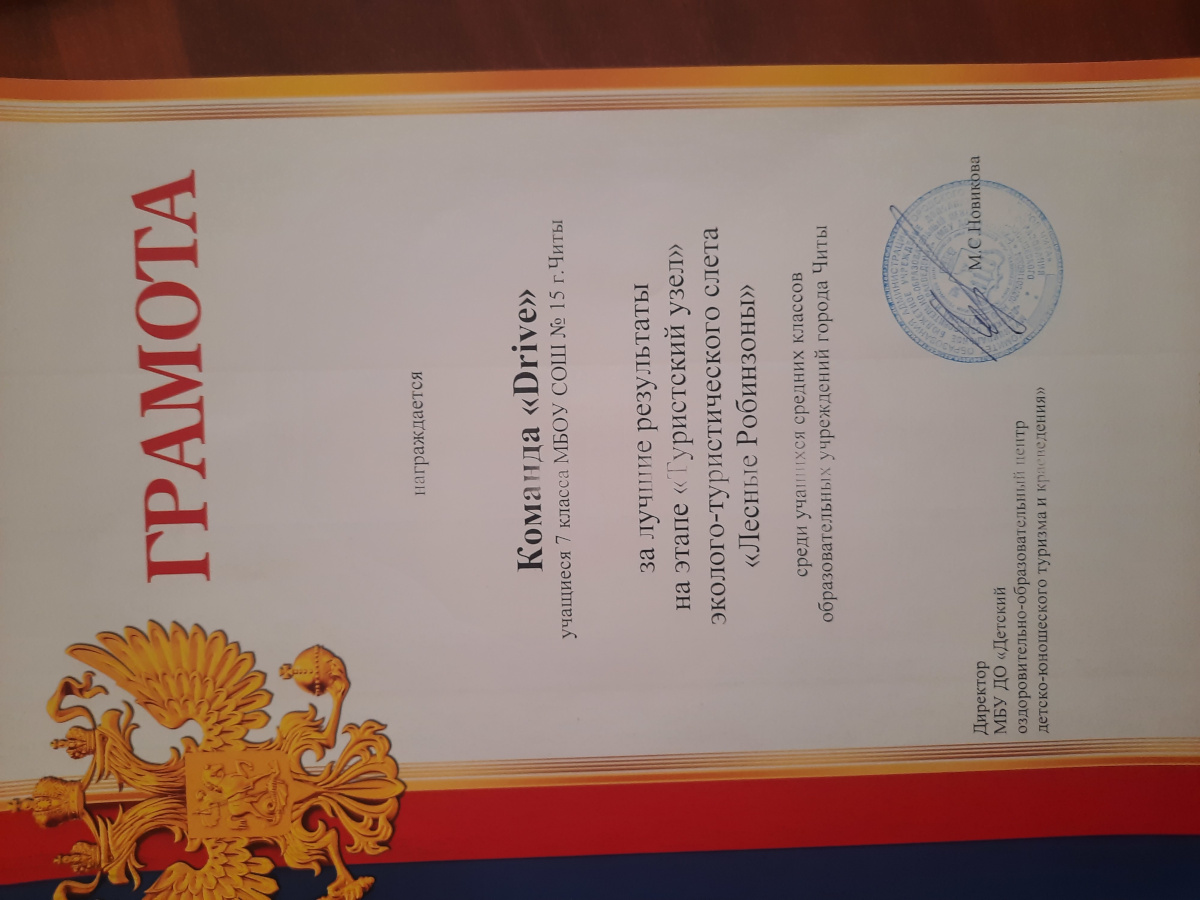 ГРАМОТА
награждается
Команда «Drive»
учащиеся 7 класса МБОУ СОШ № 15 г.Читы
за лучшие результаты
на этапе «Туристский узел»
эколого-туристического слета
«Лесные Робинзоны»
среди учащихся средних классов
образовательных учреждений города Читы
Директор
МБУ ДО «Детский
оздоровительно-образовательный центр
детско-юношеского туризма и краеведения»
М.С.Новикова